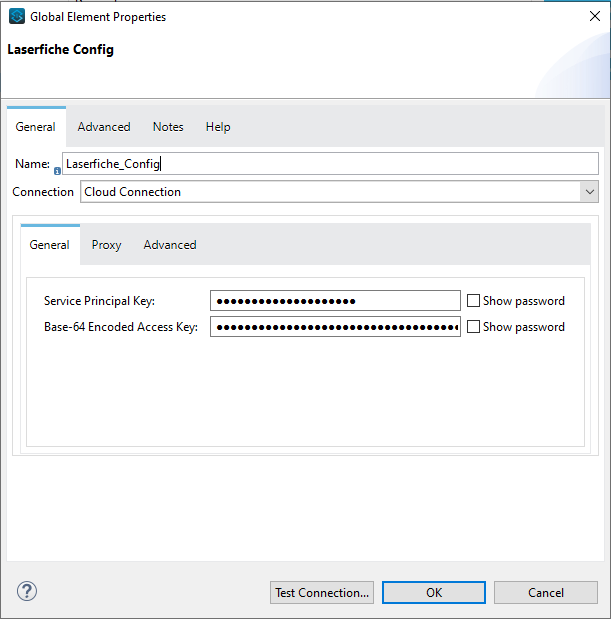 Global Element Properties
Laserfiche Config
General Advanced Notes Help
Name: Laserfiche_Config
Connection Cloud Connection
General Proxy Advanced
Service Principal Key: ●●●●●●●●●●●●●●●●●●●● Show password
Base-64 Encoded Access Key: ●●●●●●●●●●●●●●●●●●●●●●●●●●●●●●●●●●● Show password
? Test Connection... OK Cancel